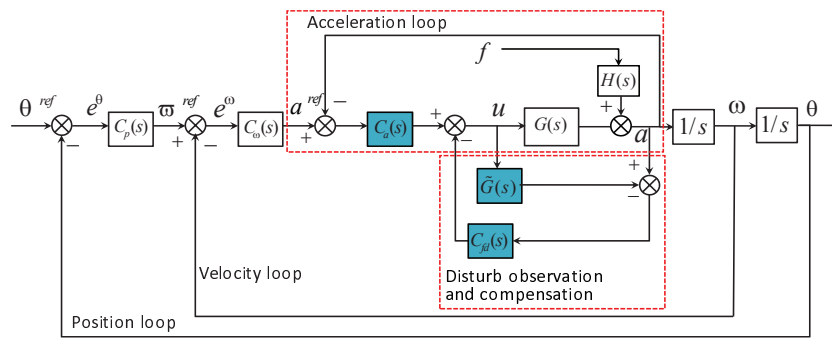 Acceleration loop
f
H(s)
θ ref
e^θ
C_p(s)
ϖ ref
e^ω
C_ω(s)
a ref
−
+
C_a(s)
+
−
u
G(s)
+
a
1/s
ω
1/s
θ
−
+
−
+
−
G̃(s)
C_fd(s)
Velocity loop
Disturb observation
and compensation
Position loop